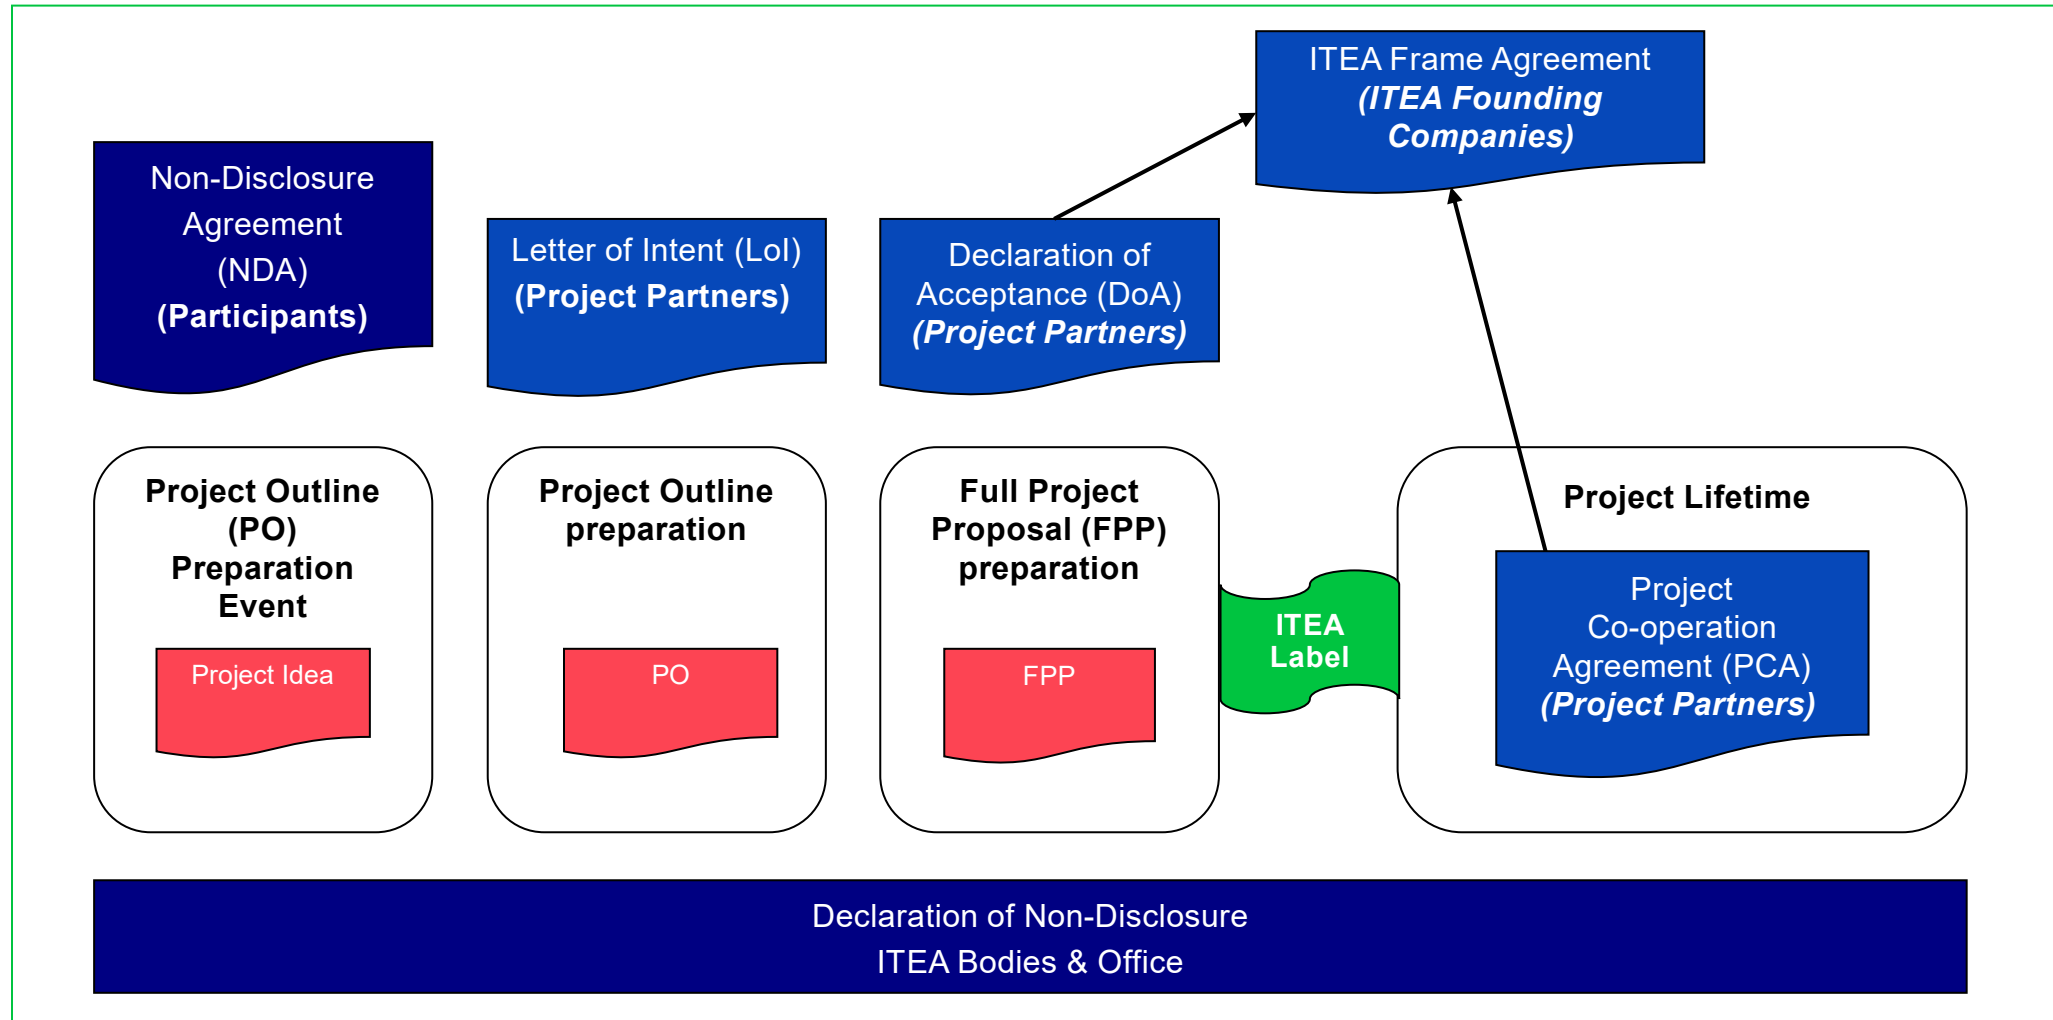 ITEA Frame Agreement
(ITEA Founding
Companies)
Non-Disclosure
Agreement
(NDA)
(Participants)
Letter of Intent (LoI)
(Project Partners)
Declaration of
Acceptance (DoA)
(Project Partners)
Project Outline
(PO)
Preparation
Event
Project Idea
Project Outline
preparation
PO
Full Project
Proposal (FPP)
preparation
FPP
ITEA
Label
Project Lifetime
Project
Co-operation
Agreement (PCA)
(Project Partners)
Declaration of Non-Disclosure
ITEA Bodies & Office